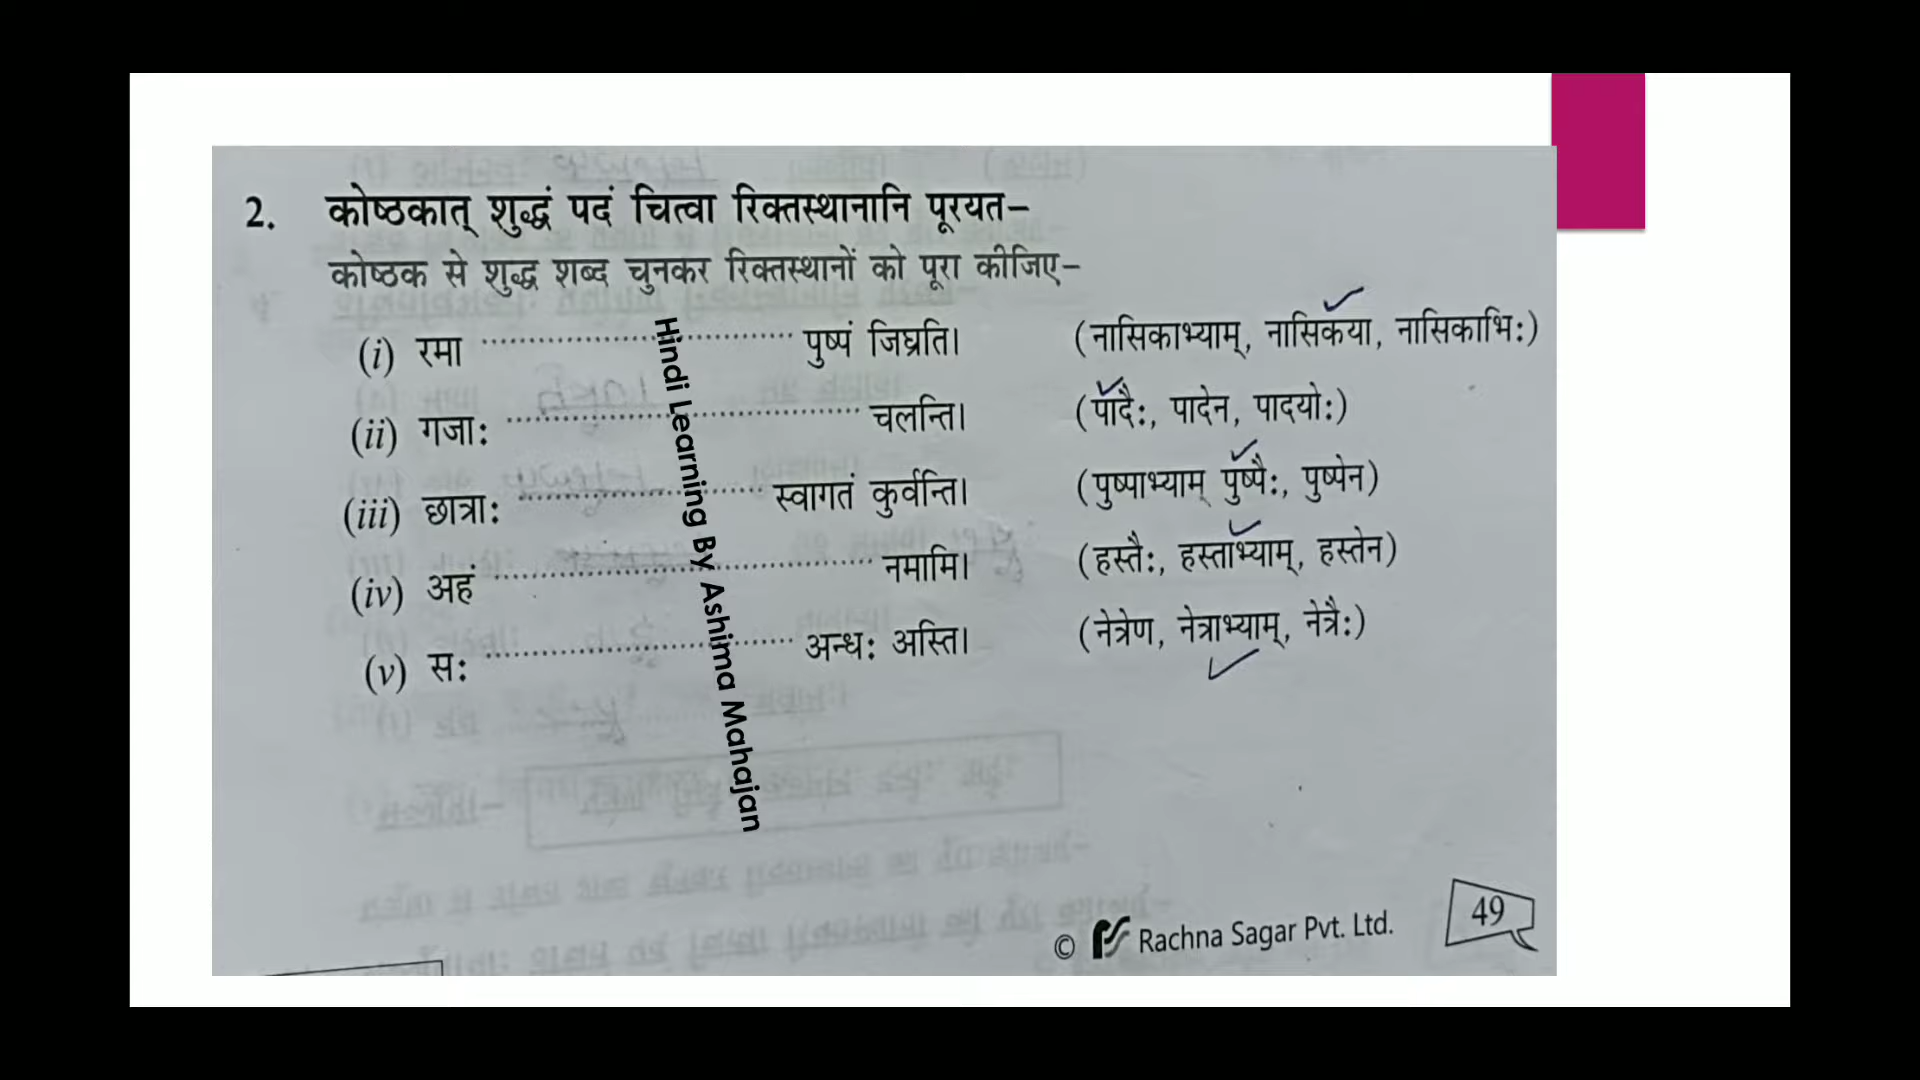 2. कोष्ठकात् शुद्धं पदं चित्वा रिक्तस्थानानि पूरयत–
कोष्ठक से शुद्ध शब्द चुनकर रिक्तस्थानों को पूरा कीजिए–
(i) रमा ........................ पुष्पं जिघ्रति। (नासिकाभ्याम्, नासिकया, नासिकाभिः)
(ii) गजाः ........................ चलन्ति। (पादैः, पादेन, पादयोः)
(iii) छात्राः ........................ स्वागतं कुर्वन्ति। (पुष्पाभ्याम् पुष्पैः, पुष्पेन)
(iv) अहं ........................ नमामि। (हस्तैः, हस्ताभ्याम्, हस्तेन)
(v) सः ........................ अन्धः अस्ति। (नेत्रेण, नेत्राभ्याम्, नेत्रैः)
Hindi Learning By Ashima Mahajan
© Rachna Sagar Pvt. Ltd.
49